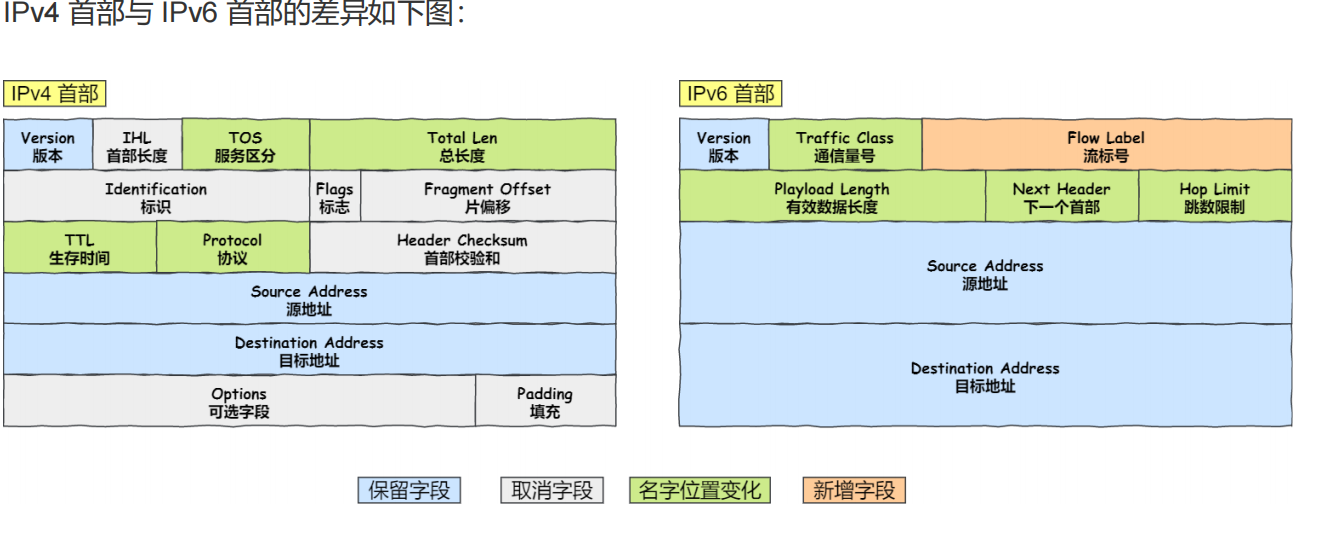 IPv4 首部与 IPv6 首部的差异如下图：
IPv4 首部
IPv6 首部
Version
版本
IHL
首部长度
TOS
服务区分
Total Len
总长度
Identification
标识
Flags
标志
Fragment Offset
片偏移
TTL
生存时间
Protocol
协议
Header Checksum
首部校验和
Source Address
源地址
Destination Address
目标地址
Options
可选字段
Padding
填充
Version
版本
Traffic Class
通信量号
Flow Label
流标号
Playload Length
有效数据长度
Next Header
下一个首部
Hop Limit
跳数限制
Source Address
源地址
Destination Address
目标地址
保留字段
取消字段
名字位置变化
新增字段